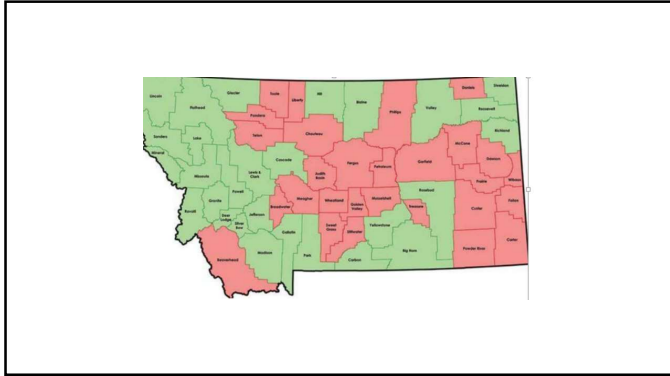 Lincoln
Flathead
Glacier
Toole
Liberty
Hill
Blaine
Phillips
Valley
Daniels
Sheridan
Roosevelt
Sanders
Lake
Pondera
Teton
Chouteau
Richland
Mineral
Missoula
Lewis &
Clark
Cascade
Judith
Basin
Fergus
Petroleum
Garfield
McCone
Dawson
Prairie
Wibaux
Ravalli
Granite
Powell
Deer
Lodge
Silver
Bow
Jefferson
Broadwater
Meagher
Wheatland
Golden
Valley
Musselshell
Rosebud
Treasure
Custer
Fallon
Beaverhead
Madison
Gallatin
Park
Sweet
Grass
Stillwater
Yellowstone
Carbon
Big Horn
Powder River
Carter